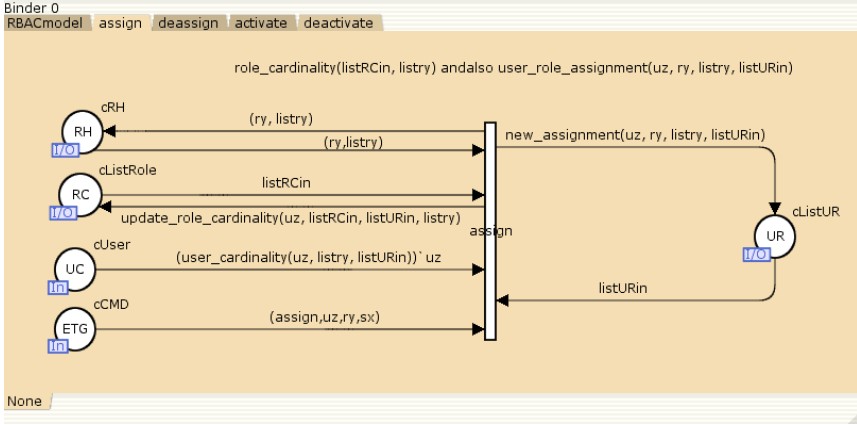 Binder 0
RBACmodel assign deassign activate deactivate
role_cardinality(listRCin, listry) andalso user_role_assignment(uz, ry, listry, listURin)
cRH
RH
I/O
(ry, listry)
(ry,listry)
new_assignment(uz, ry, listry, listURin)
cListRole
RC
I/O
listRCin
update_role_cardinality(uz, listRCin, listURin, listry)
cListUR
UR
I/O
assign
cUser
UC
In
(user_cardinality(uz, listry, listURin))`uz
listURin
cCMD
ETG
In
(assign,uz,ry,sx)
None